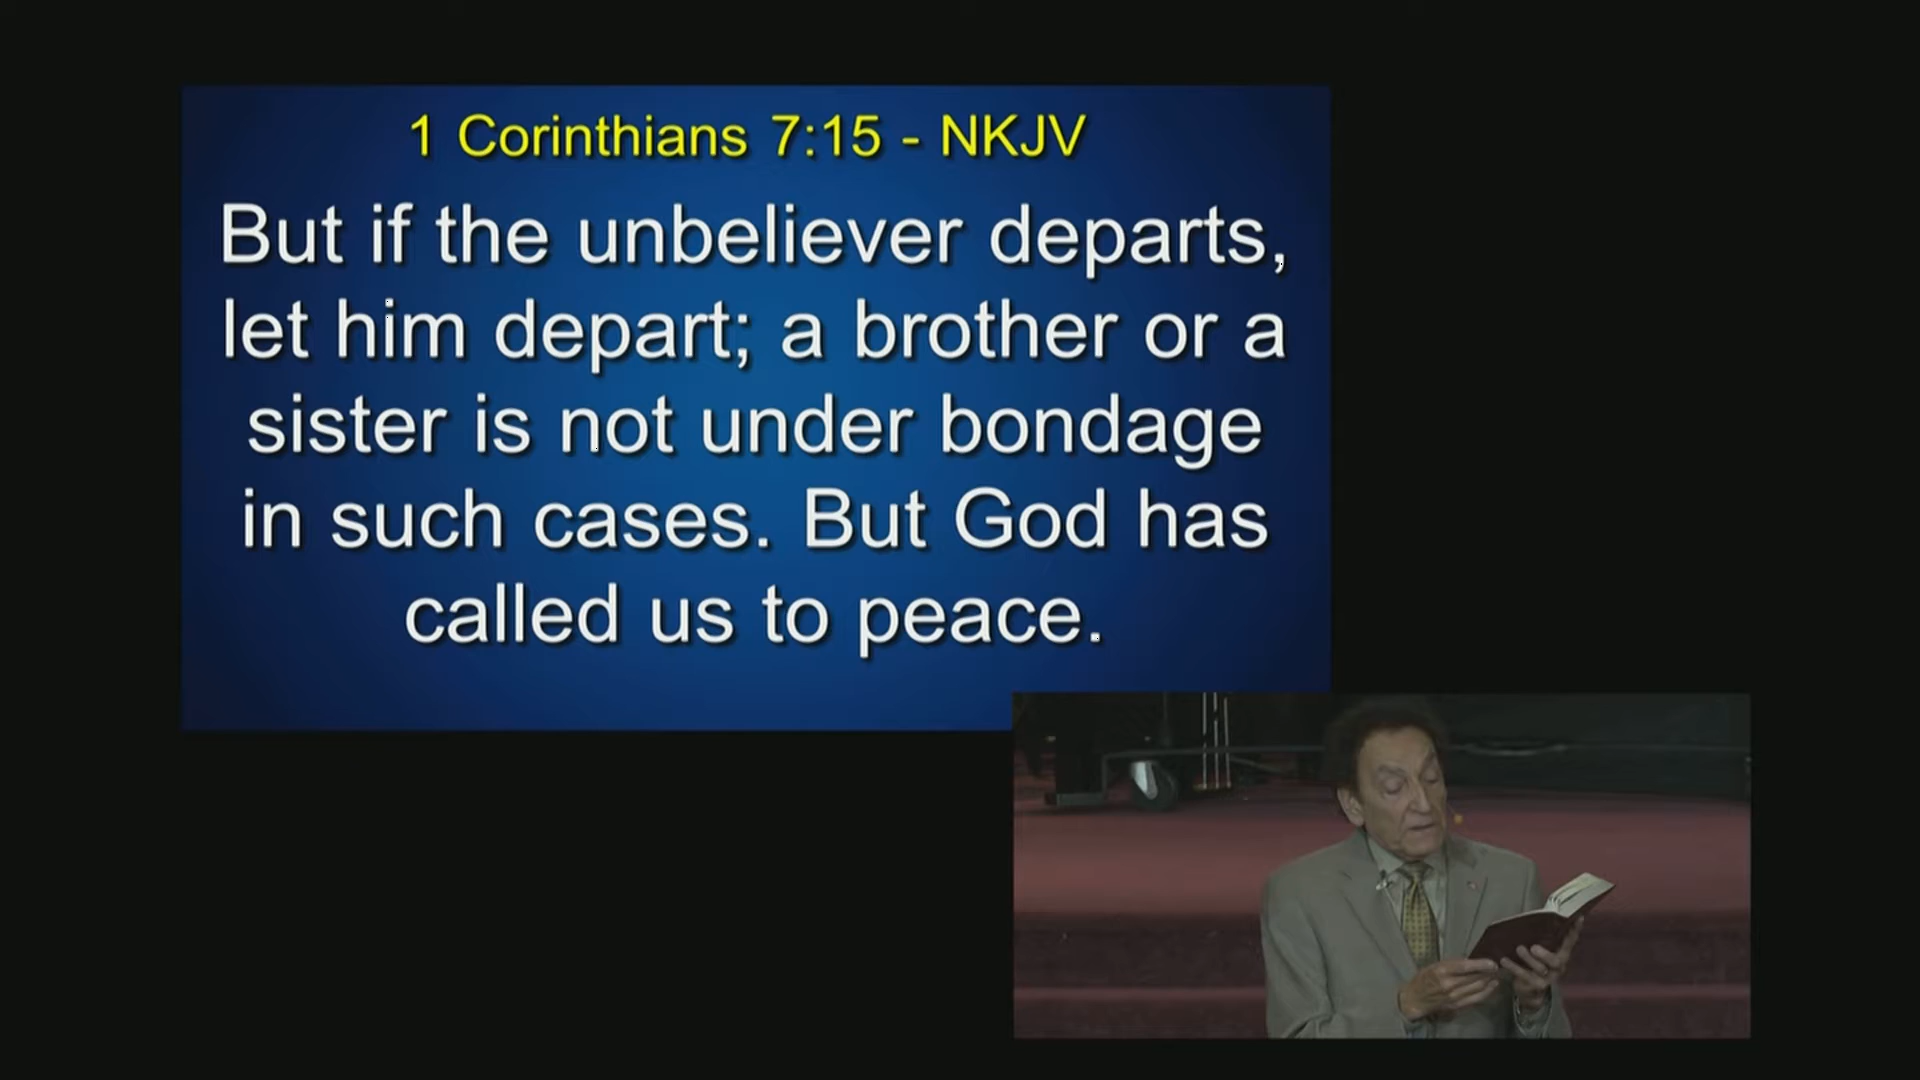 1 Corinthians 7:15 - NKJV
But if the unbeliever departs,
let him depart; a brother or a
sister is not under bondage
in such cases. But God has
called us to peace.